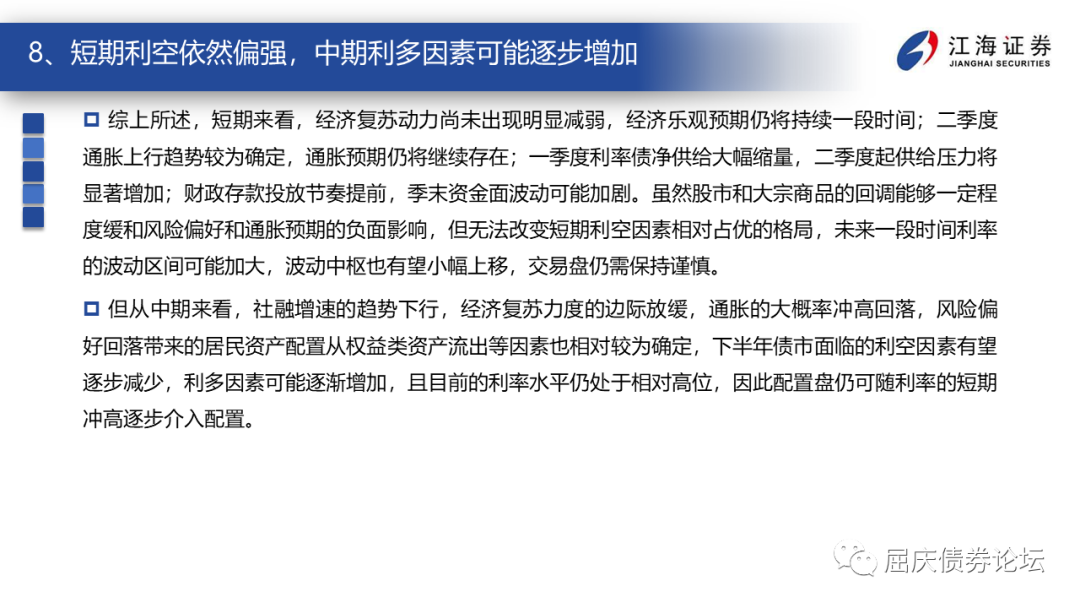 8、短期利空依然偏强，中期利多因素可能逐步增加
江海证券
JIANGHAI SECURITIES
综上所述，短期来看，经济复苏动力尚未出现明显减弱，经济乐观预期仍将持续一段时间；二季度
通胀上行趋势较为确定，通胀预期仍将继续存在；一季度利率债净供给大幅缩量，二季度起供给压力将
显著增加；财政存款投放节奏提前，季末资金面波动可能加剧。虽然股市和大宗商品的回调能够一定程
度缓和风险偏好和通胀预期的负面影响，但无法改变短期利空因素相对占优的格局，未来一段时间利率
的波动区间可能加大，波动中枢也有望小幅上移，交易盘仍需保持谨慎。
但从中期来看，社融增速的趋势下行，经济复苏力度的边际放缓，通胀的大概率冲高回落，风险偏
好回落带来的居民资产配置从权益类资产流出等因素也相对较为确定，下半年债市面临的利空因素有望
逐步减少，利多因素可能逐渐增加，且目前的利率水平仍处于相对高位，因此配置盘仍可随利率的短期
冲高逐步介入配置。
屈庆债券论坛